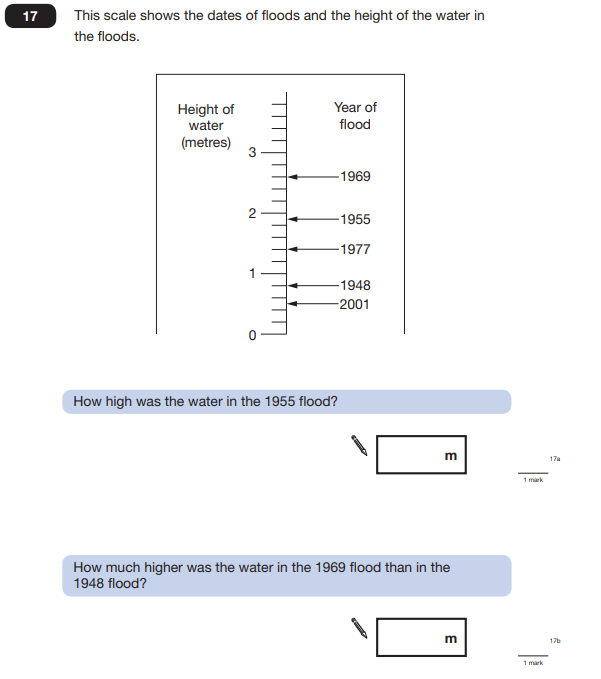 17
This scale shows the dates of floods and the height of the water in
the floods.
Height of
water
(metres)
Year of
flood
3
1969
2
1955
1977
1
1948
2001
0
How high was the water in the 1955 flood?
m
17a
1 mark
How much higher was the water in the 1969 flood than in the
1948 flood?
m
17b
1 mark